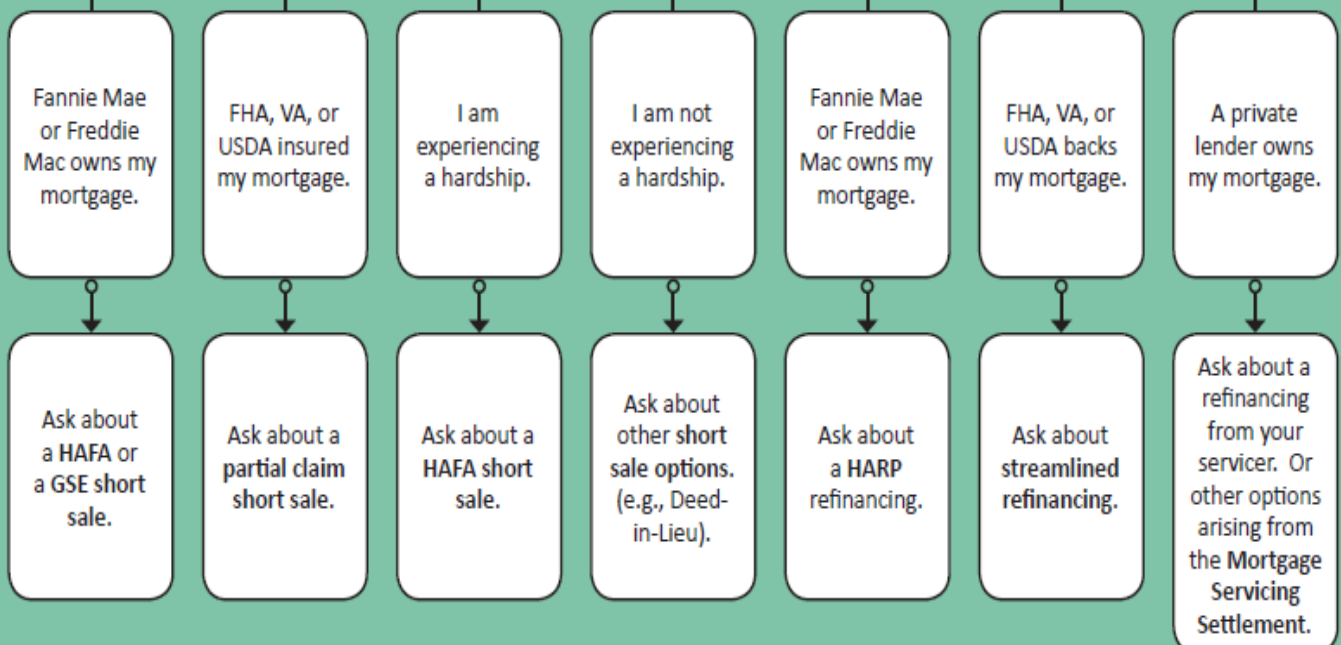 Fannie Mae
or Freddie
Mac owns my
mortgage.
FHA, VA, or
USDA insured
my mortgage.
I am
experiencing
a hardship.
I am not
experiencing
a hardship.
Fannie Mae
or Freddie
Mac owns my
mortgage.
FHA, VA, or
USDA backs
my mortgage.
A private
lender owns
my mortgage.
Ask about
a HAFA or
a GSE short
sale.
Ask about a
partial claim
short sale.
Ask about a
HAFA short
sale.
Ask about
other short
sale options.
(e.g., Deed-
in-Lieu).
Ask about
a HARP
refinancing.
Ask about
streamlined
refinancing.
Ask about a
refinancing
from your
servicer. Or
other options
arising from
the Mortgage
Servicing
Settlement.